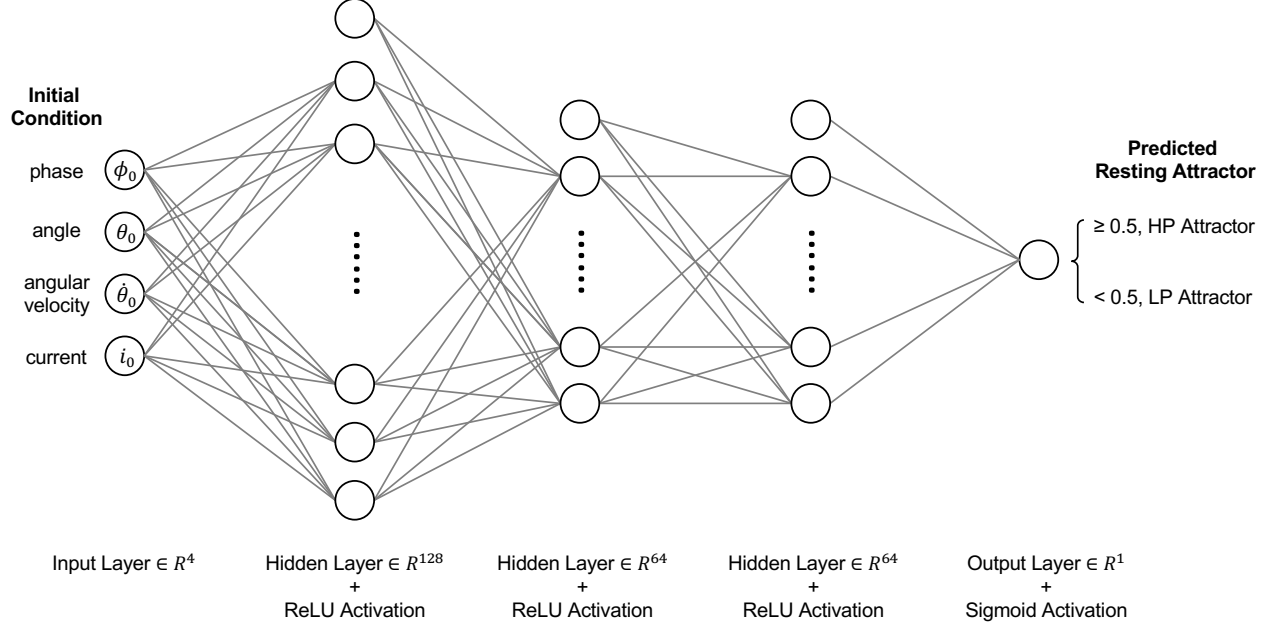 Initial
Condition
phase
ϕ₀
angle
θ₀
angular
velocity
θ̇₀
current
i₀
Predicted
Resting Attractor
≥ 0.5, HP Attractor
< 0.5, LP Attractor
Input Layer ∈ R⁴
Hidden Layer ∈ R¹²⁸
+
ReLU Activation
Hidden Layer ∈ R⁶⁴
+
ReLU Activation
Hidden Layer ∈ R⁶⁴
+
ReLU Activation
Output Layer ∈ R¹
+
Sigmoid Activation